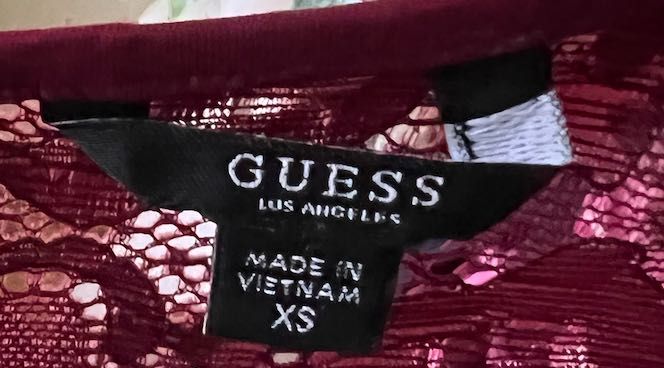 GUESS
LOS ANGELES
MADE IN
VIETNAM
XS